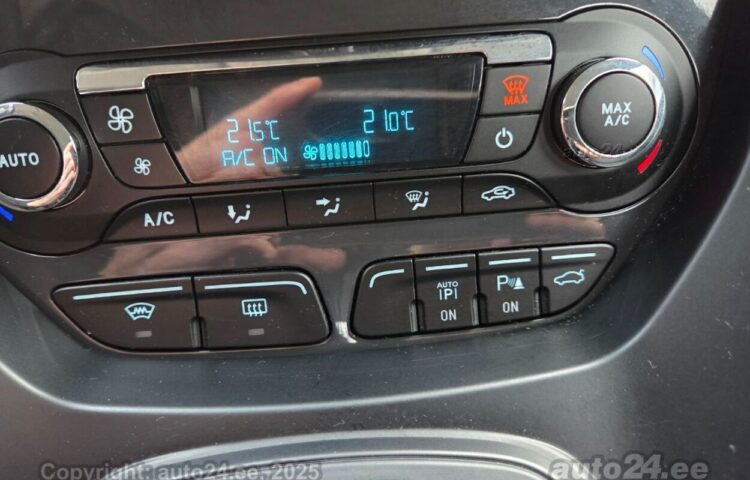 21.5°C 21.0°C
A/C ON
MAX
AUTO
MAX
A/C
A/C
AUTO
IPI
ON
P
ON
Copyright: auto24.ee, 2025
auto24.ee